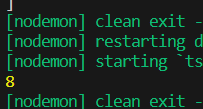 ]
[nodemon] clean exit -
[nodemon] restarting d
[nodemon] starting `ts
8
[nodemon] clean exit -